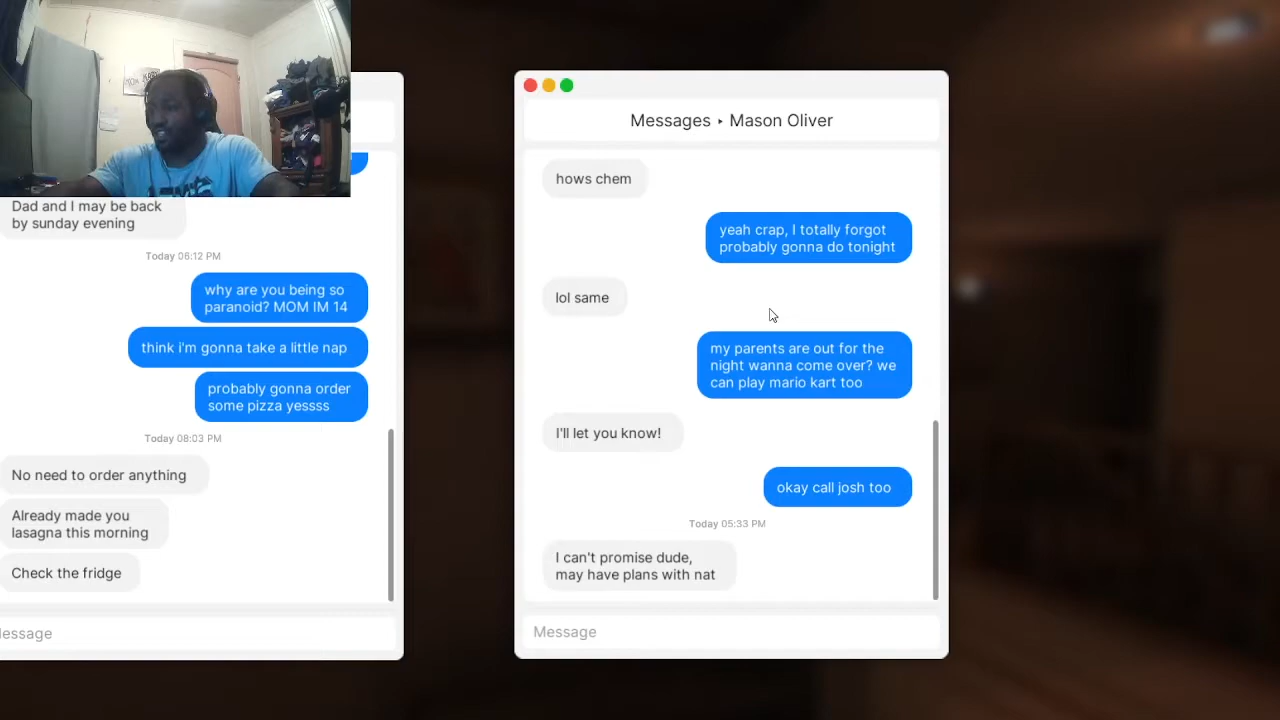 Dad and I may be back
by sunday evening
Today 06:12 PM
why are you being so
paranoid? MOM IM 14
think i'm gonna take a little nap
probably gonna order
some pizza yessss
Today 08:03 PM
No need to order anything
Already made you
lasagna this morning
Check the fridge
Messages ▸ Mason Oliver
hows chem
yeah crap, I totally forgot
probably gonna do tonight
lol same
my parents are out for the
night wanna come over? we
can play mario kart too
I'll let you know!
okay call josh too
Today 05:33 PM
I can't promise dude,
may have plans with nat
Message